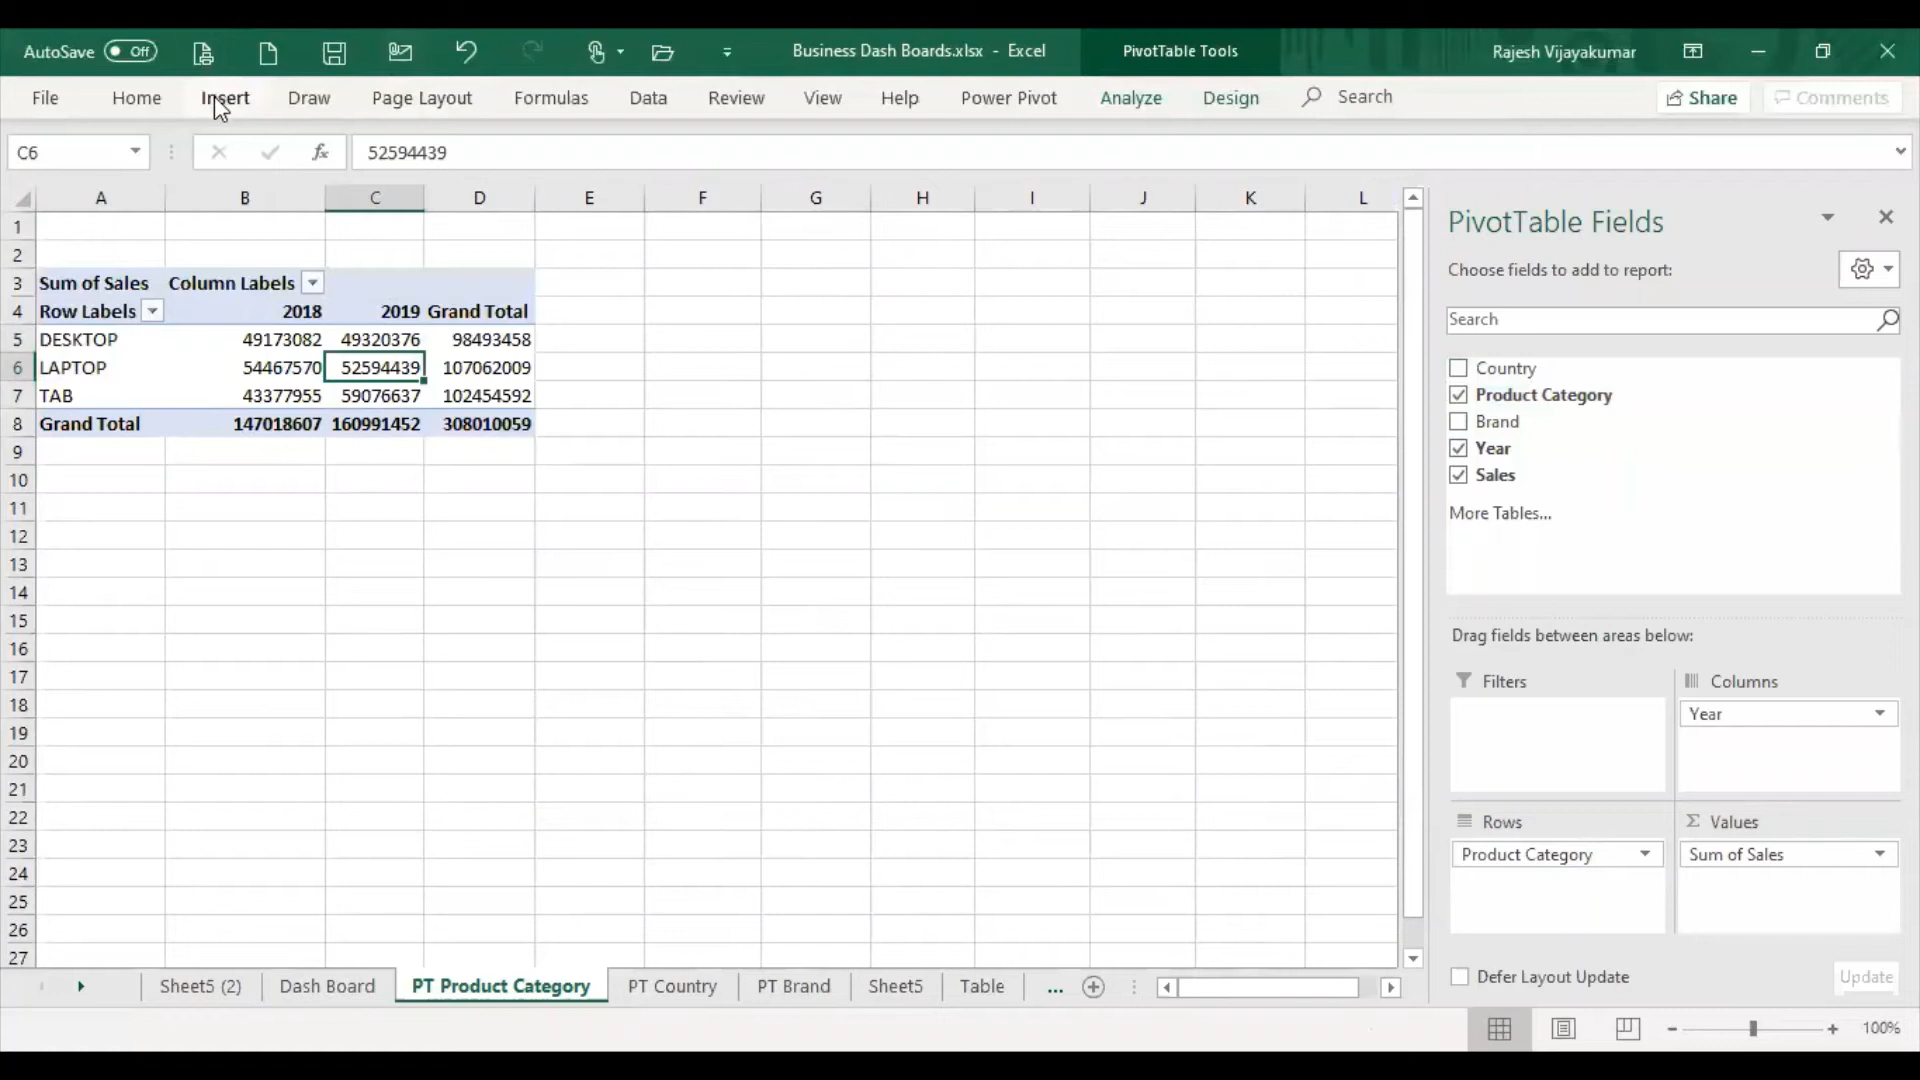 AutoSave Off Business Dash Boards.xlsx - Excel PivotTable Tools Rajesh Vijayakumar
File Home Insert Draw Page Layout Formulas Data Review View Help Power Pivot Analyze Design Search Share Comments
C6 fx 52594439
A B C D E F G H I J K L
1
2
3 Sum of Sales Column Labels
4 Row Labels 2018 2019 Grand Total
5 DESKTOP 49173082 49320376 98493458
6 LAPTOP 54467570 52594439 107062009
7 TAB 43377955 59076637 102454592
8 Grand Total 147018607 160991452 308010059
9
10
11
12
13
14
15
16
17
18
19
20
21
22
23
24
25
26
27
PivotTable Fields
Choose fields to add to report:
Search
Country
Product Category
Brand
Year
Sales
More Tables...
Drag fields between areas below:
Filters Columns
Year
Rows Σ Values
Product Category Sum of Sales
Defer Layout Update Update
Sheet5 (2) Dash Board PT Product Category PT Country PT Brand Sheet5 Table ...
100%